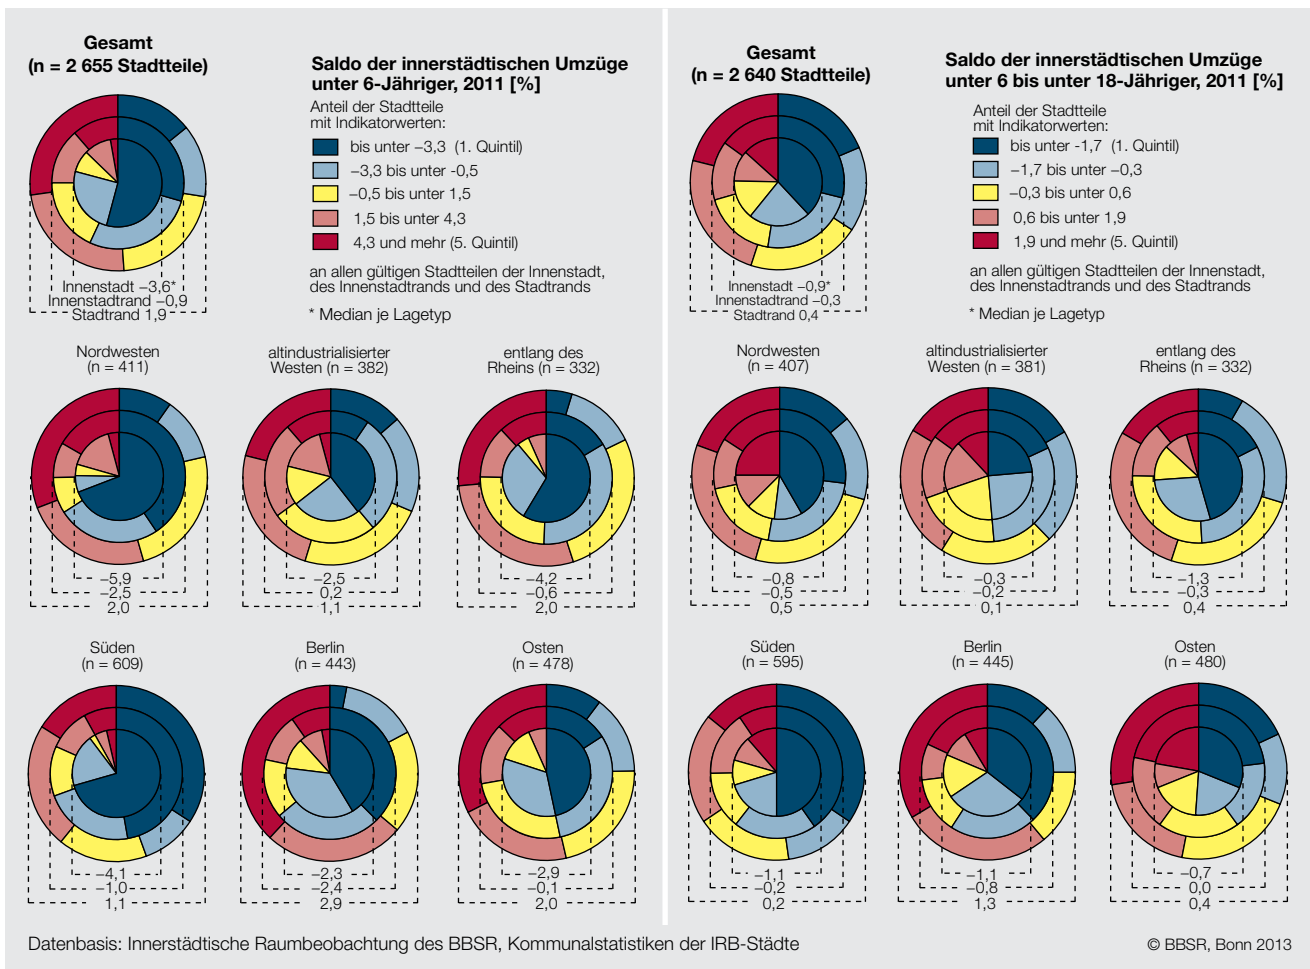 Gesamt
(n = 2 655 Stadtteile)
Saldo der innerstädtischen Umzüge
unter 6-Jähriger, 2011 [%]
Anteil der Stadtteile
mit Indikatorwerten:
bis unter −3,3 (1. Quintil)
−3,3 bis unter -0,5
−0,5 bis unter 1,5
1,5 bis unter 4,3
4,3 und mehr (5. Quintil)
an allen gültigen Stadtteilen der Innenstadt,
des Innenstadtrands und des Stadtrands
* Median je Lagetyp
Innenstadt −3,6*
Innenstadtrand −0,9
Stadtrand 1,9
Nordwesten
(n = 411)
−5,9
−2,5
2,0
altindustrialisierter
Westen (n = 382)
−2,5
0,2
1,1
entlang des
Rheins (n = 332)
−4,2
−0,6
2,0
Süden
(n = 609)
−4,1
−1,0
1,1
Berlin
(n = 443)
−2,3
−2,4
2,9
Osten
(n = 478)
−2,9
−0,1
2,0
Gesamt
(n = 2 640 Stadtteile)
Saldo der innerstädtischen Umzüge
unter 6 bis unter 18-Jähriger, 2011 [%]
Anteil der Stadtteile
mit Indikatorwerten:
bis unter -1,7 (1. Quintil)
−1,7 bis unter −0,3
−0,3 bis unter 0,6
0,6 bis unter 1,9
1,9 und mehr (5. Quintil)
an allen gültigen Stadtteilen der Innenstadt,
des Innenstadtrands und des Stadtrands
* Median je Lagetyp
Innenstadt −0,9*
Innenstadtrand −0,3
Stadtrand 0,4
Nordwesten
(n = 407)
−0,8
−0,5
0,5
altindustrialisierter
Westen (n = 381)
−0,3
−0,2
0,1
entlang des
Rheins (n = 332)
−1,3
−0,3
0,4
Süden
(n = 595)
−1,1
−0,2
0,2
Berlin
(n = 445)
−1,1
−0,8
1,3
Osten
(n = 480)
−0,7
0,0
0,4
Datenbasis: Innerstädtische Raumbeobachtung des BBSR, Kommunalstatistiken der IRB-Städte
© BBSR, Bonn 2013